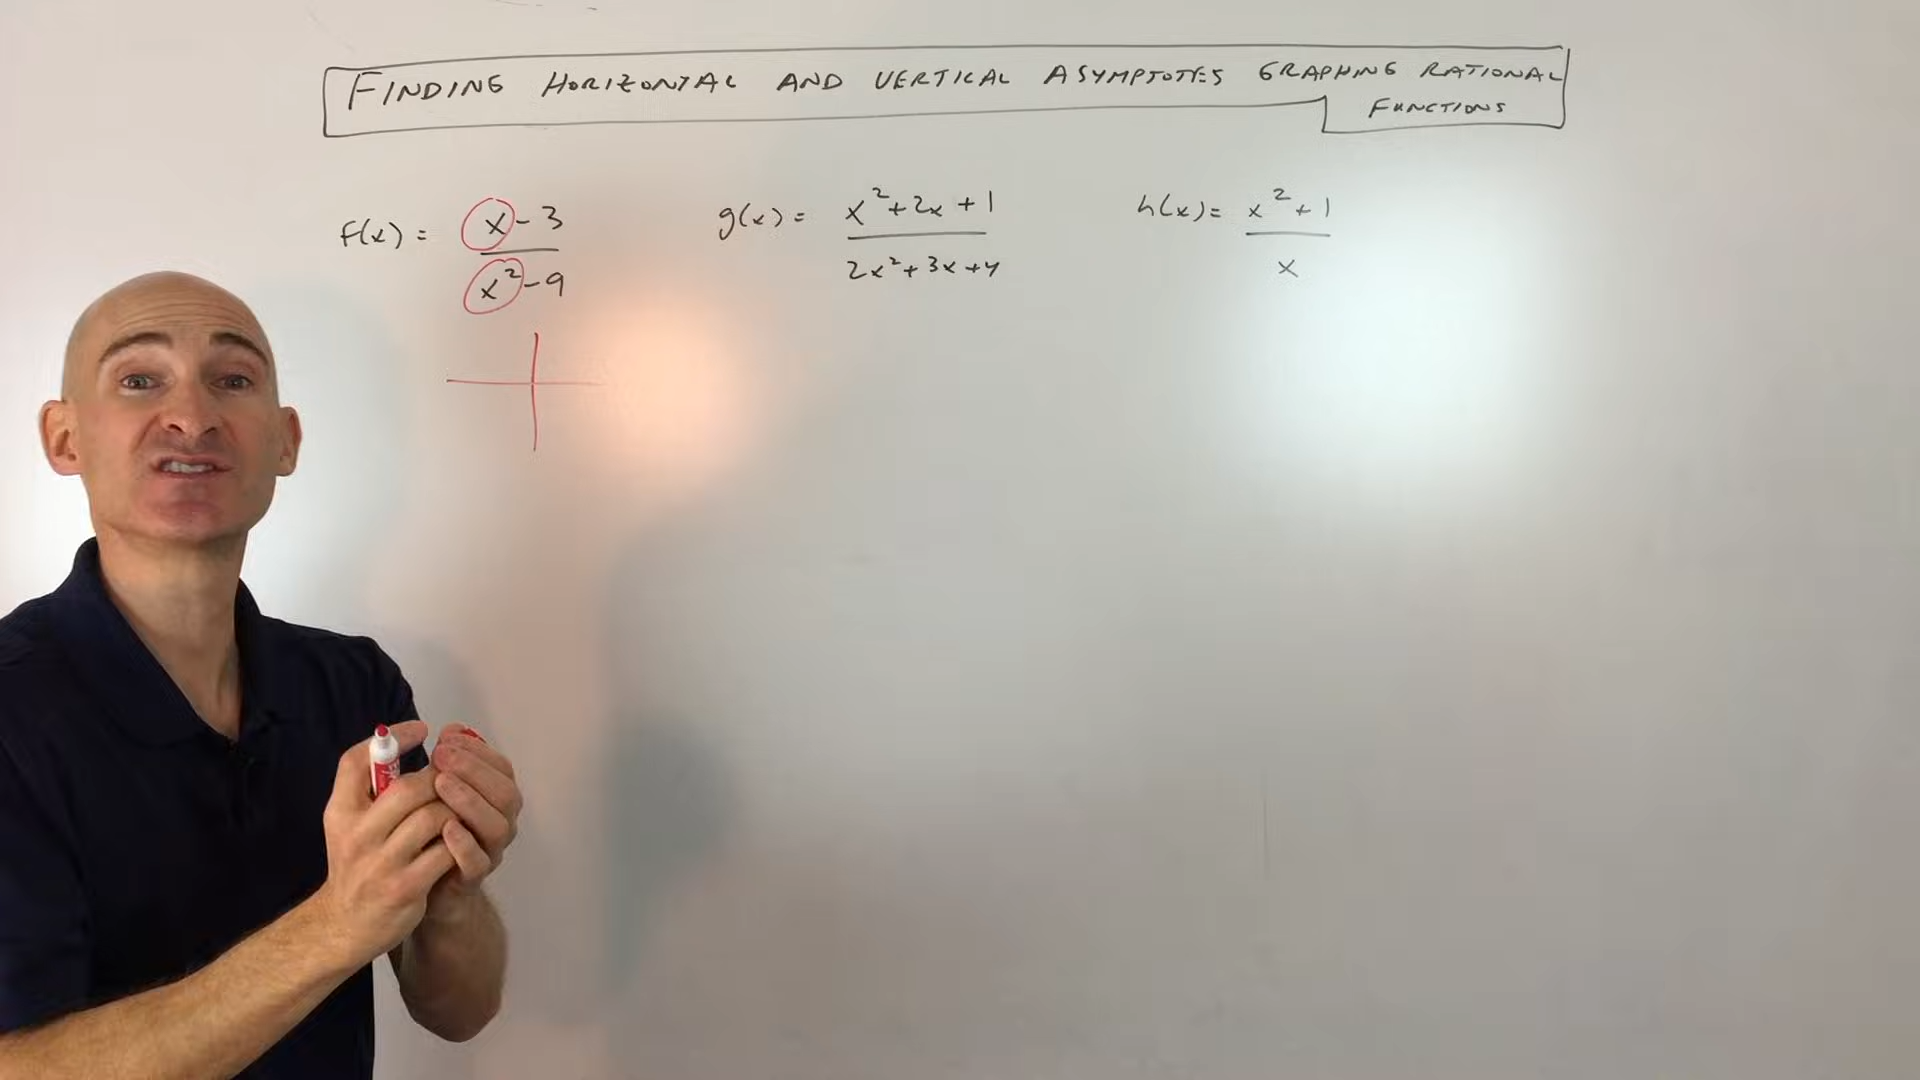 FINDING HORIZONTAL AND VERTICAL ASYMPTOTES GRAPHING RATIONAL
FUNCTIONS
f(x) = x-3 / x²-9
g(x) = x²+2x+1 / 2x²+3x+4
h(x) = x²+1 / x